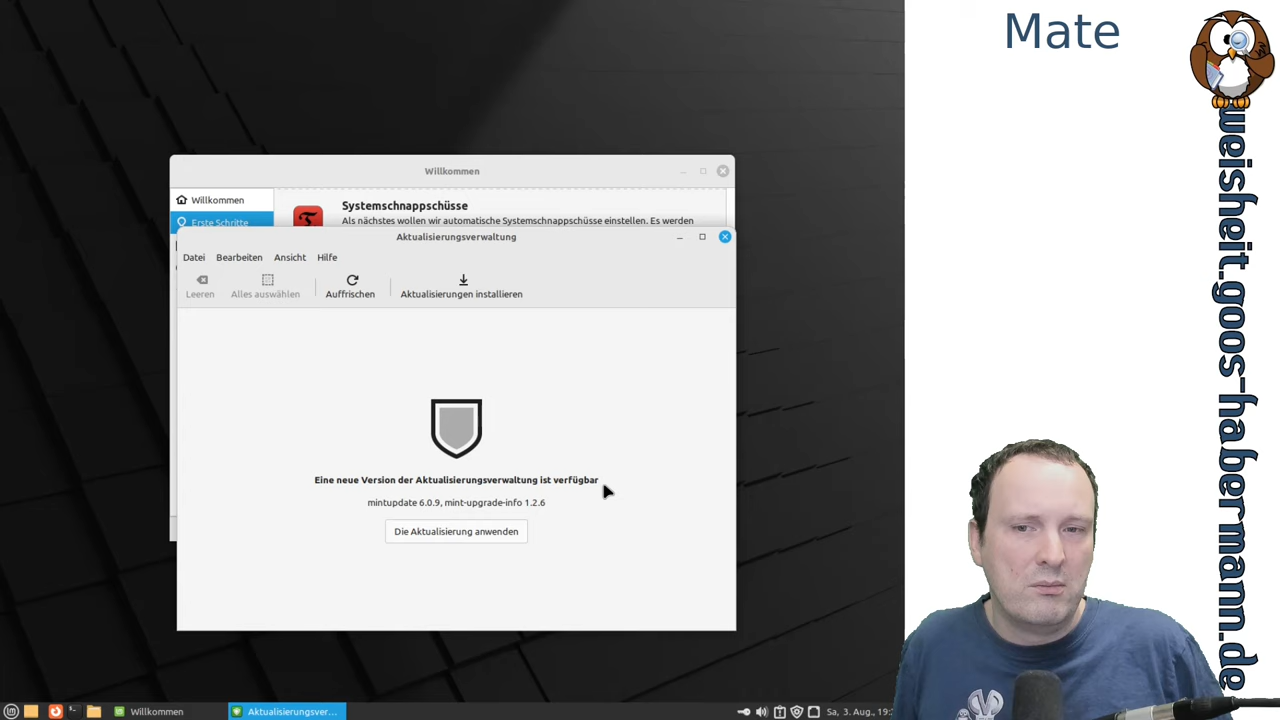 Mate
weisheit.goos-habermann.de
Willkommen
Willkommen
Erste Schritte
Systemschnappschüsse
Als nächstes wollen wir automatische Systemschnappschüsse einstellen. Es werden
Aktualisierungsverwaltung
Datei Bearbeiten Ansicht Hilfe
Leeren Alles auswählen Auffrischen Aktualisierungen installieren
Eine neue Version der Aktualisierungsverwaltung ist verfügbar
mintupdate 6.0.9, mint-upgrade-info 1.2.6
Die Aktualisierung anwenden
Willkommen Aktualisierungsver... Sa, 3. Aug.,